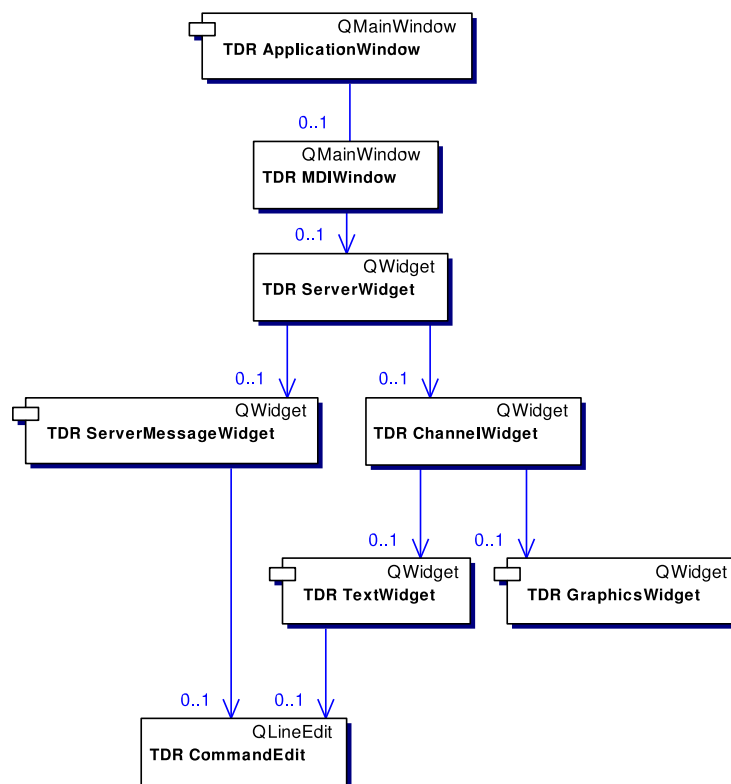 QMainWindow
TDR ApplicationWindow
0..1
QMainWindow
TDR MDIWindow
0..1
QWidget
TDR ServerWidget
0..1
0..1
QWidget
TDR ServerMessageWidget
QWidget
TDR ChannelWidget
0..1
0..1
QWidget
TDR TextWidget
QWidget
TDR GraphicsWidget
0..1
0..1
QLineEdit
TDR CommandEdit